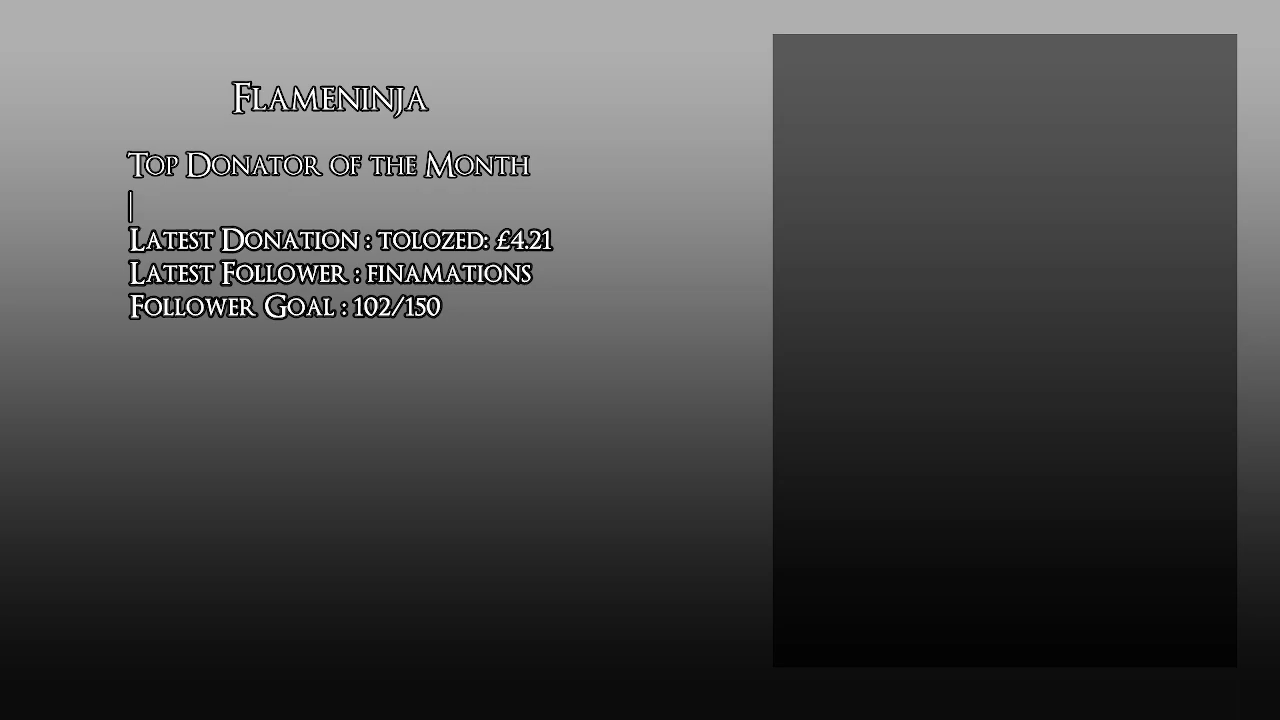 Flameninja
Top Donator of the Month
|
Latest Donation : tolozed: £4.21
Latest Follower : finamations
Follower Goal : 102/150